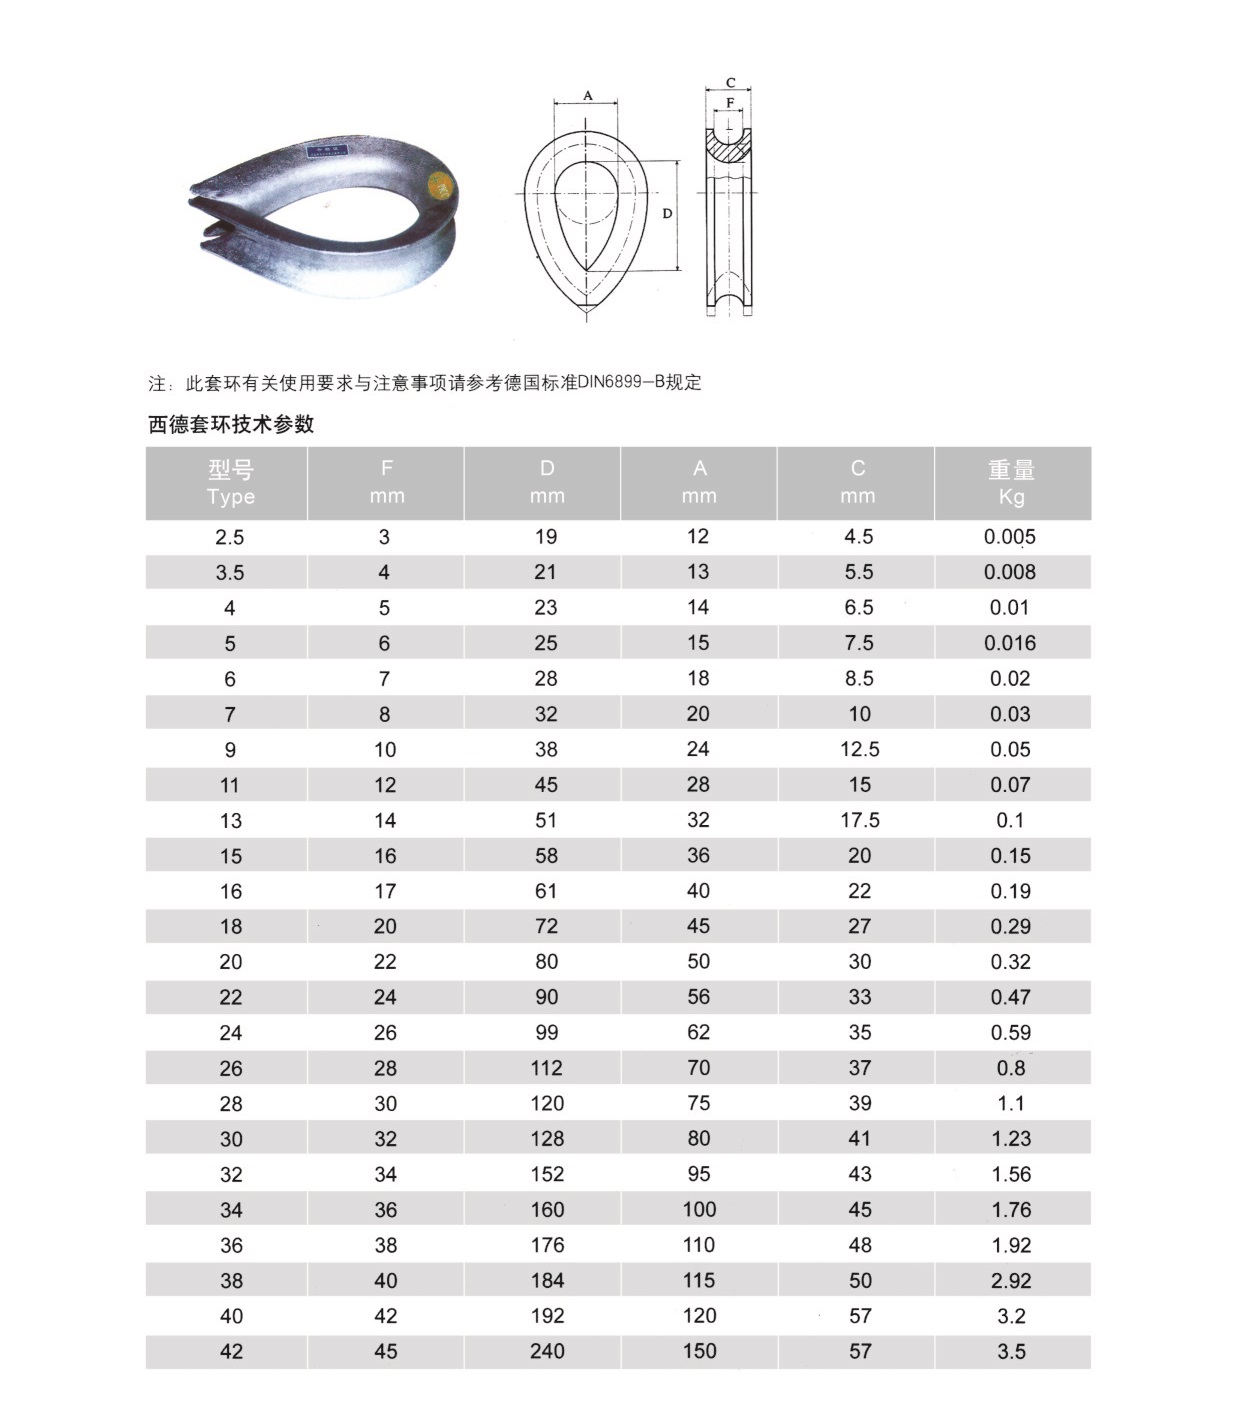 A
C
F
D
注：此套环有关使用要求与注意事项请参考德国标准DIN6899-B规定
西德套环技术参数
型号 F D A C 重量
Type mm mm mm mm Kg
2.5 3 19 12 4.5 0.005
3.5 4 21 13 5.5 0.008
4 5 23 14 6.5 0.01
5 6 25 15 7.5 0.016
6 7 28 18 8.5 0.02
7 8 32 20 10 0.03
9 10 38 24 12.5 0.05
11 12 45 28 15 0.07
13 14 51 32 17.5 0.1
15 16 58 36 20 0.15
16 17 61 40 22 0.19
18 20 72 45 27 0.29
20 22 80 50 30 0.32
22 24 90 56 33 0.47
24 26 99 62 35 0.59
26 28 112 70 37 0.8
28 30 120 75 39 1.1
30 32 128 80 41 1.23
32 34 152 95 43 1.56
34 36 160 100 45 1.76
36 38 176 110 48 1.92
38 40 184 115 50 2.92
40 42 192 120 57 3.2
42 45 240 150 57 3.5